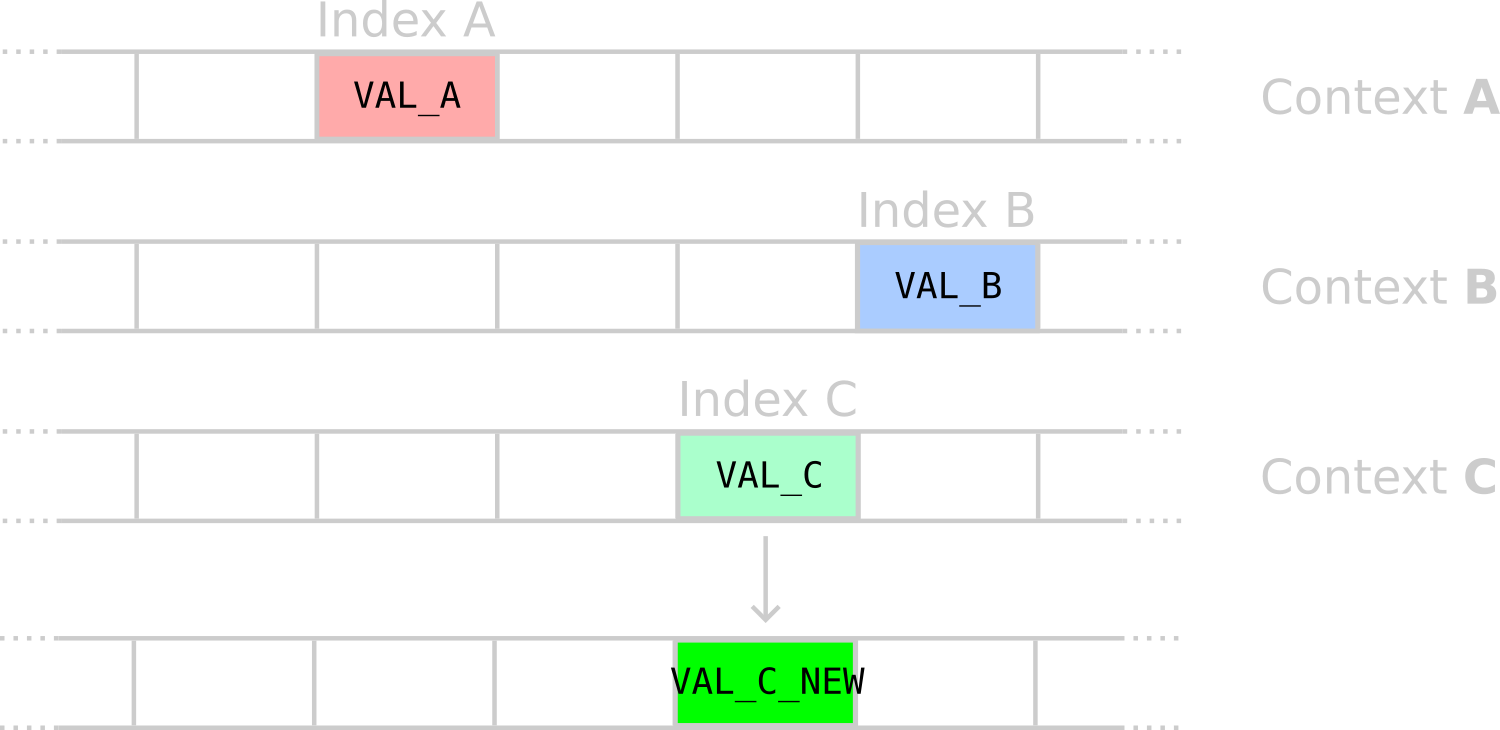 Index A
VAL_A
Context A
Index B
VAL_B
Context B
Index C
VAL_C
Context C
VAL_C_NEW